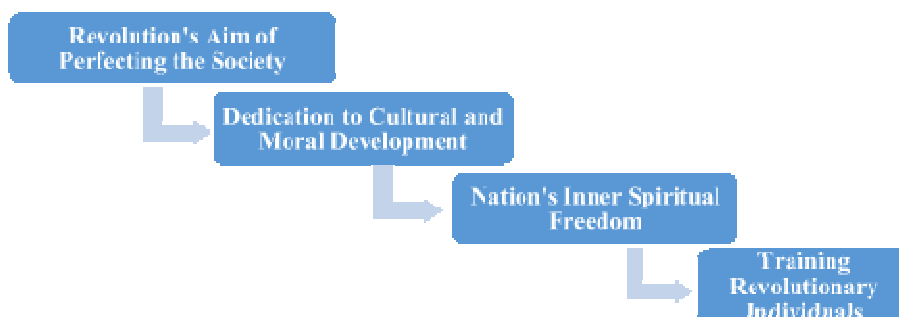 Revolution's Aim of
Perfecting the Society
Dedication to Cultural and
Moral Development
Nation's Inner Spiritual
Freedom
Training
Revolutionary
Individuals